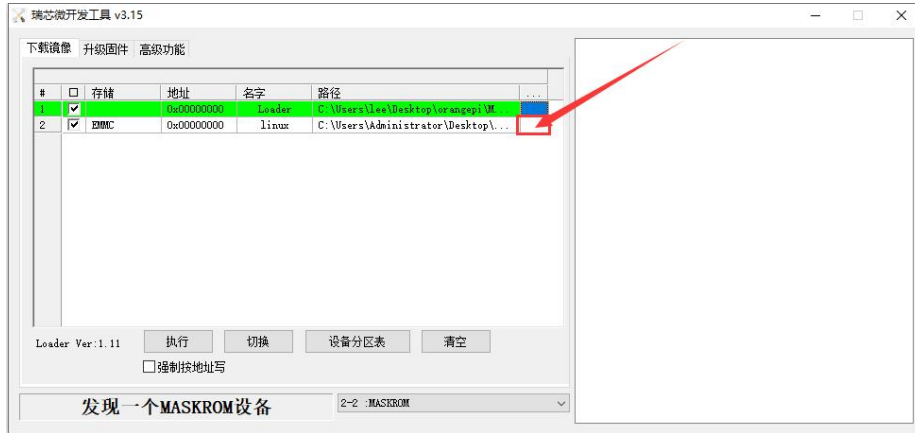 瑞芯微开发工具 v3.15
下载镜像 升级固件 高级功能
# 存储 地址 名字 路径 ...
1 0x00000000 Loader C:\Users\lee\Desktop\orangepi\M...
2 EMMC 0x00000000 linux C:\Users\Administrator\Desktop\...
Loader Ver:1.11 执行 切换 设备分区表 清空
强制按地址写
发现一个MASKROM设备 2-2 :MASKROM